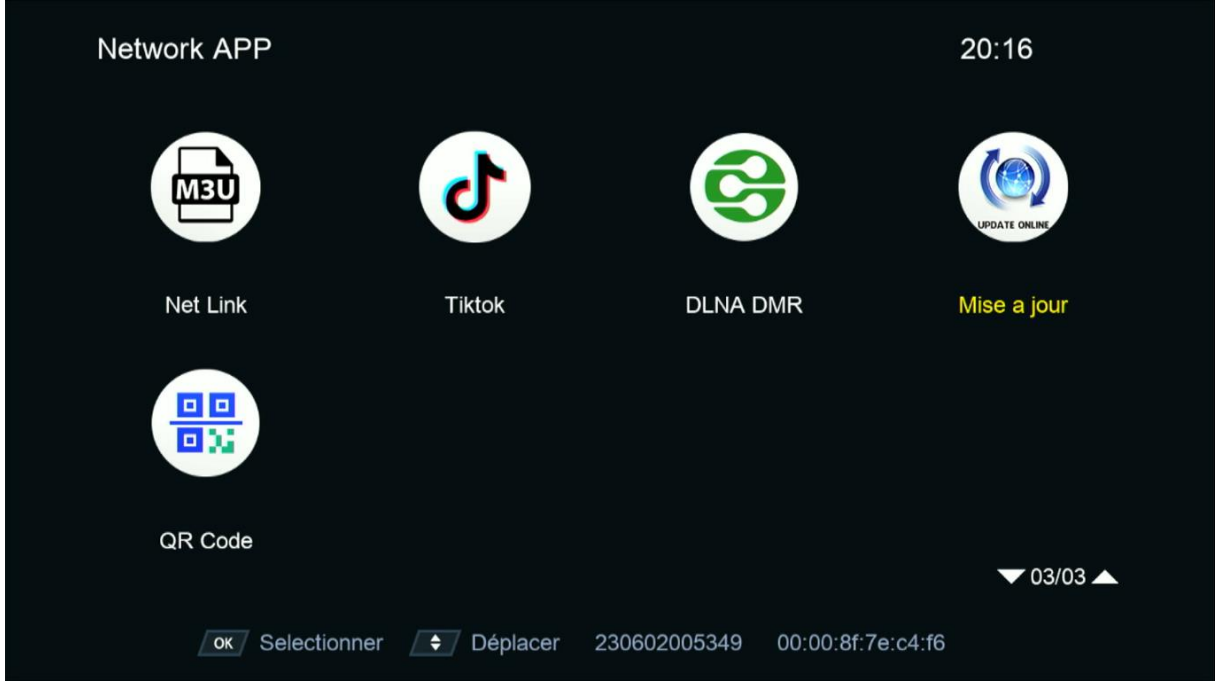 Network APP 20:16
M3U
UPDATE ONLINE
Net Link Tiktok DLNA DMR Mise a jour
QR Code
03/03
OK Selectionner Déplacer 230602005349 00:00:8f:7e:c4:f6